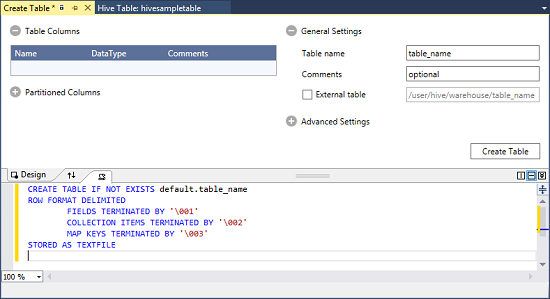 Create Table * Hive Table: hivesampletable
Table Columns
Name DataType Comments
Partitioned Columns
General Settings
Table name table_name
Comments optional
External table /user/hive/warehouse/table_name
Advanced Settings
Create Table
Design
CREATE TABLE IF NOT EXISTS default.table_name
ROW FORMAT DELIMITED
FIELDS TERMINATED BY '\001'
COLLECTION ITEMS TERMINATED BY '\002'
MAP KEYS TERMINATED BY '\003'
STORED AS TEXTFILE
100 %